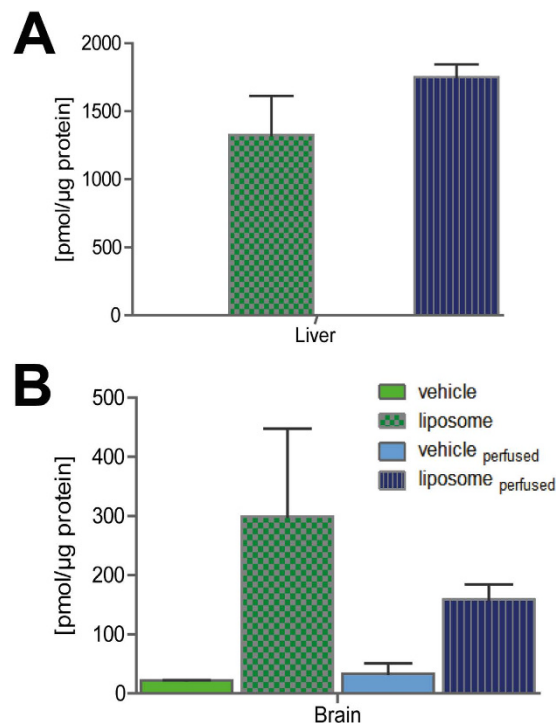 A
[pmol/µg protein]
2000
1500
1000
500
0
Liver
B
[pmol/µg protein]
500
400
300
200
100
0
vehicle
liposome
vehicle perfused
liposome perfused
Brain